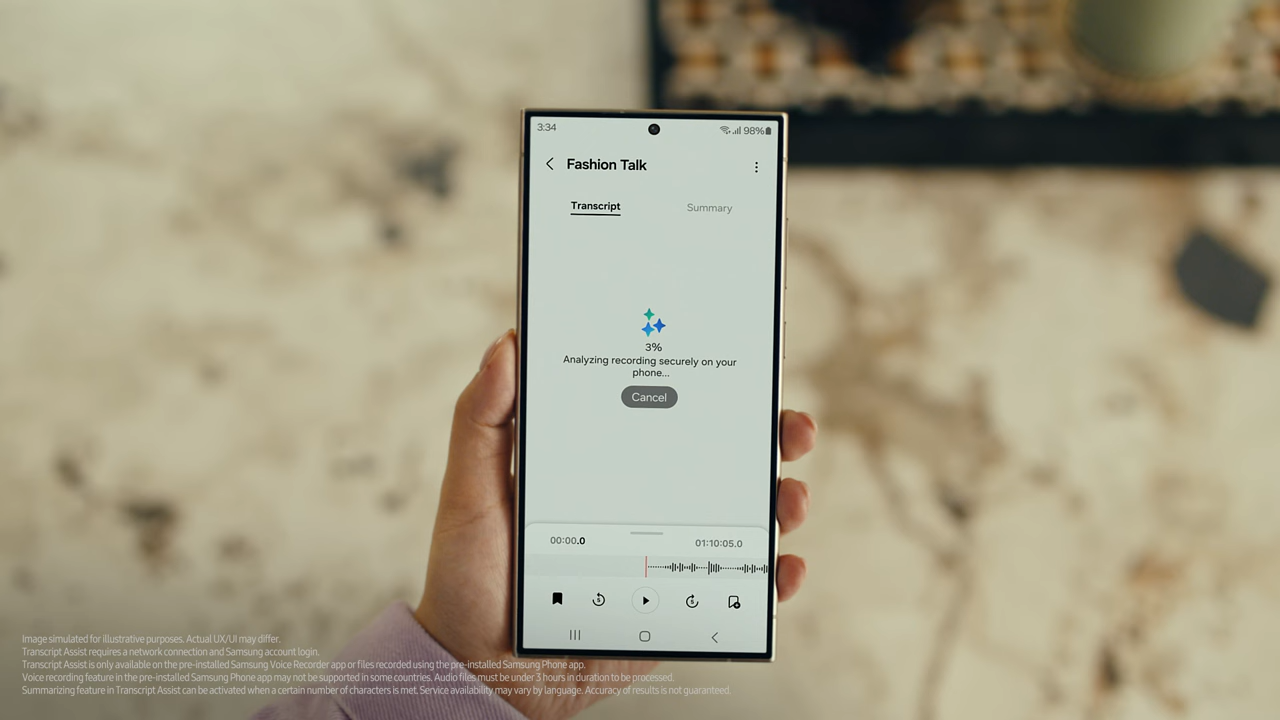 3:34 98%
Fashion Talk
Transcript Summary
3%
Analyzing recording securely on your
phone...
Cancel
00:00.0 01:10:05.0
5 5
Image simulated for illustrative purposes. Actual UX/UI may differ.
Transcript Assist requires a network connection and Samsung account login.
Transcript Assist is only available on the pre-installed Samsung Voice Recorder app or files recorded using the pre-installed Samsung Phone app.
Voice recording feature in the pre-installed Samsung Phone app may not be supported in some countries. Audio files must be under 3 hours in duration to be processed.
Summarizing feature in Transcript Assist can be activated when a certain number of characters is met. Service availability may vary by language. Accuracy of results is not guaranteed.